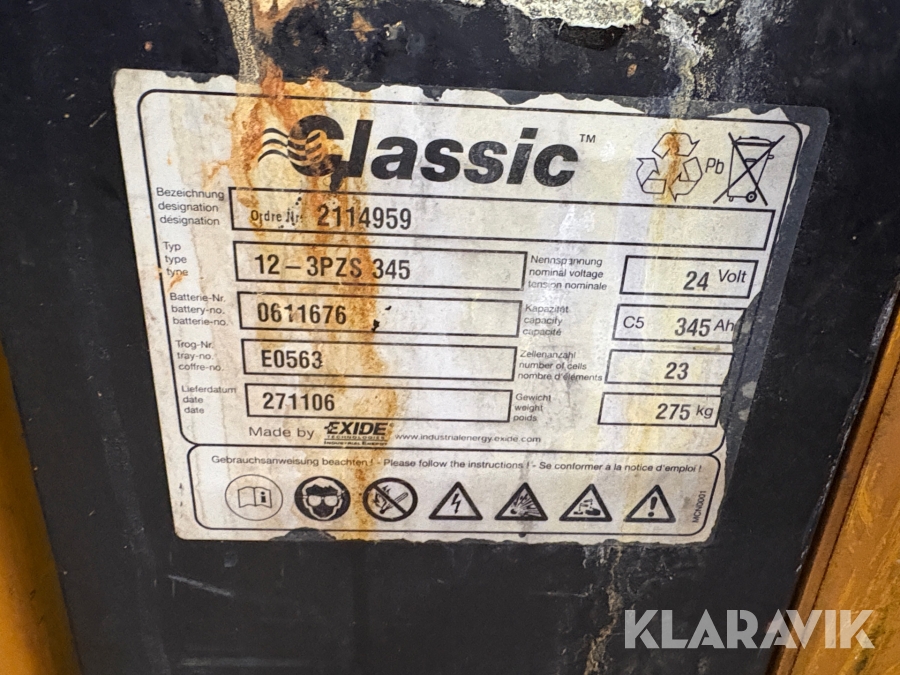 Classic™
Pb
Bezeichnung
designation
désignation
Ordre Nr. 2114959
Typ
type
type
12 – 3PZS 345
Nennspannung
nominal voltage
tension nominale
24 Volt
Batterie-Nr.
battery-no.
batterie-no.
0611676
Kapazität
capacity
capacité
C5 345 Ah
Trog-Nr.
tray-no.
coffre-no.
E0563
Zellenanzahl
number of cells
nombre d'éléments
23
Lieferdatum
date
date
271106
Gewicht
weight
poids
275 kg
Made by EXIDE TECHNOLOGIES INDUSTRIAL ENERGY www.industrialenergy.exide.com
Gebrauchsanweisung beachten ! - Please follow the instructions ! - Se conformer à la notice d'emploi !
MON0001
KLARAVIK